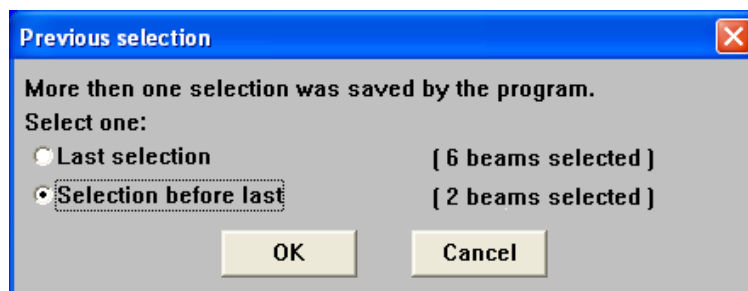 Previous selection
More then one selection was saved by the program.
Select one:
Last selection [ 6 beams selected ]
Selection before last [ 2 beams selected ]
OK Cancel